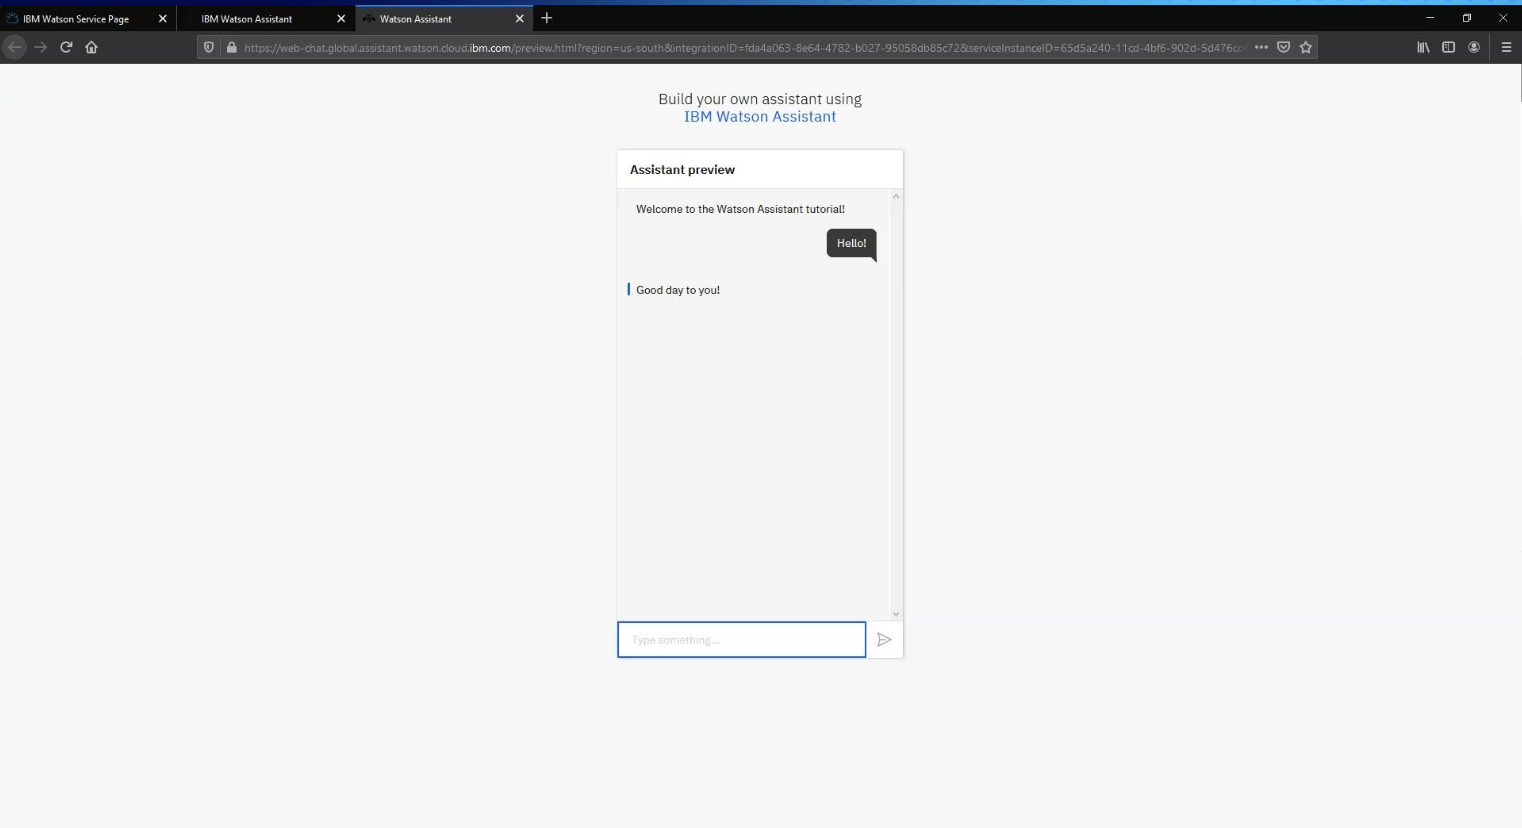 IBM Watson Service Page
IBM Watson Assistant
Watson Assistant
https://web-chat.global.assistant.watson.cloud.ibm.com/preview.html?region=us-south&integrationID=fda4a063-8e64-4782-b027-95058db85c72&serviceInstanceID=65d5a240-11cd-4bf6-902d-5d476cc
Build your own assistant using
IBM Watson Assistant
Assistant preview
Welcome to the Watson Assistant tutorial!
Hello!
Good day to you!
Type something...